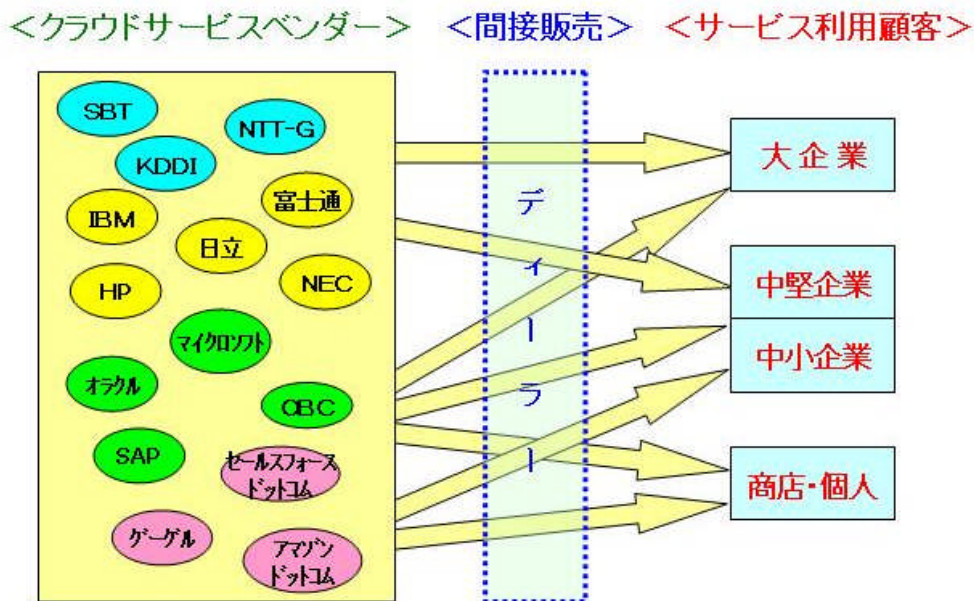 ＜クラウドサービスベンダー＞ ＜間接販売＞ ＜サービス利用顧客＞
SBT
NTT-G
KDDI
IBM
富士通
日立
HP
NEC
マイクロソフト
オラクル
OBC
SAP
セールスフォース
ドットコム
グーグル
アマゾン
ドットコム
ディーラー
大企業
中堅企業
中小企業
商店・個人